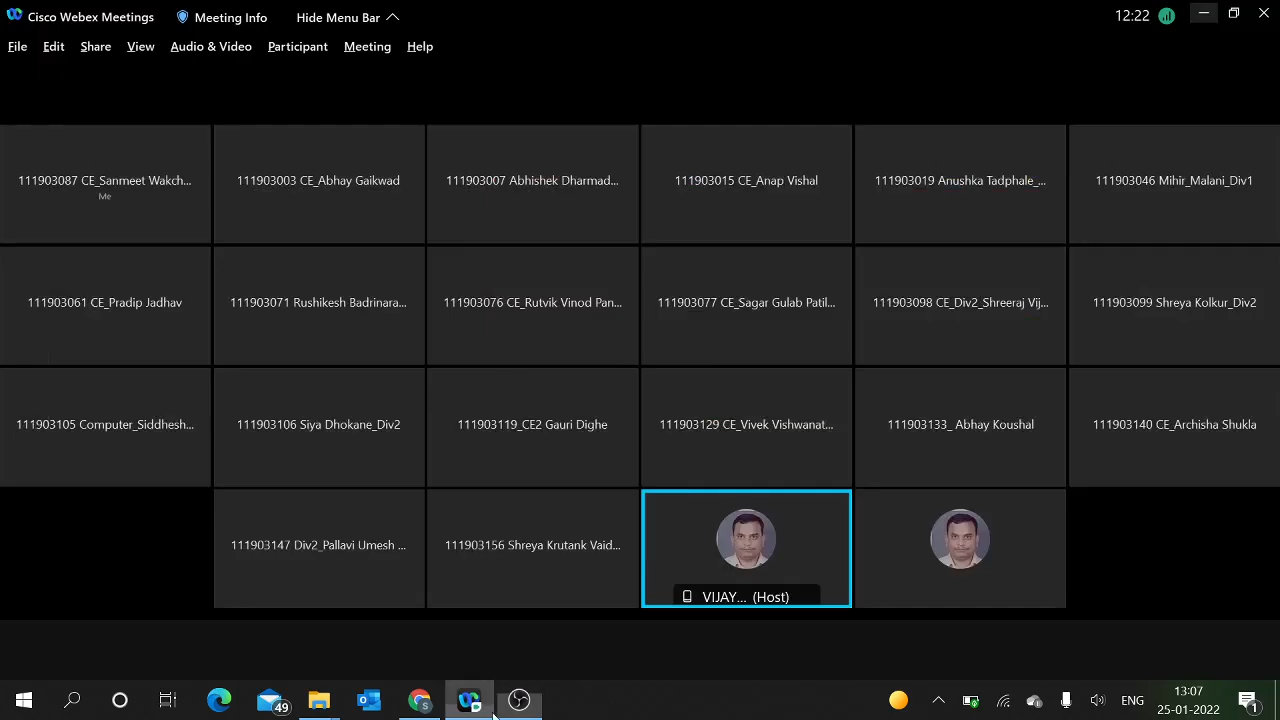 Cisco Webex Meetings Meeting Info Hide Menu Bar 12:22
File Edit Share View Audio & Video Participant Meeting Help
111903087 CE_Sanmeet Wakch... 111903003 CE_Abhay Gaikwad 111903007 Abhishek Dharmad... 111903015 CE_Anap Vishal 111903019 Anushka Tadphale_... 111903046 Mihir_Malani_Div1
Me
111903061 CE_Pradip Jadhav 111903071 Rushikesh Badrinara... 111903076 CE_Rutvik Vinod Pan... 111903077 CE_Sagar Gulab Patil... 111903098 CE_Div2_Shreeraj Vij... 111903099 Shreya Kolkur_Div2
111903105 Computer_Siddhesh... 111903106 Siya Dhokane_Div2 111903119_CE2 Gauri Dighe 111903129 CE_Vivek Vishwanat... 111903133_ Abhay Koushal 111903140 CE_Archisha Shukla
111903147 Div2_Pallavi Umesh ... 111903156 Shreya Krutank Vaid...
VIJAY... (Host)
49 ENG 13:07
25-01-2022 1